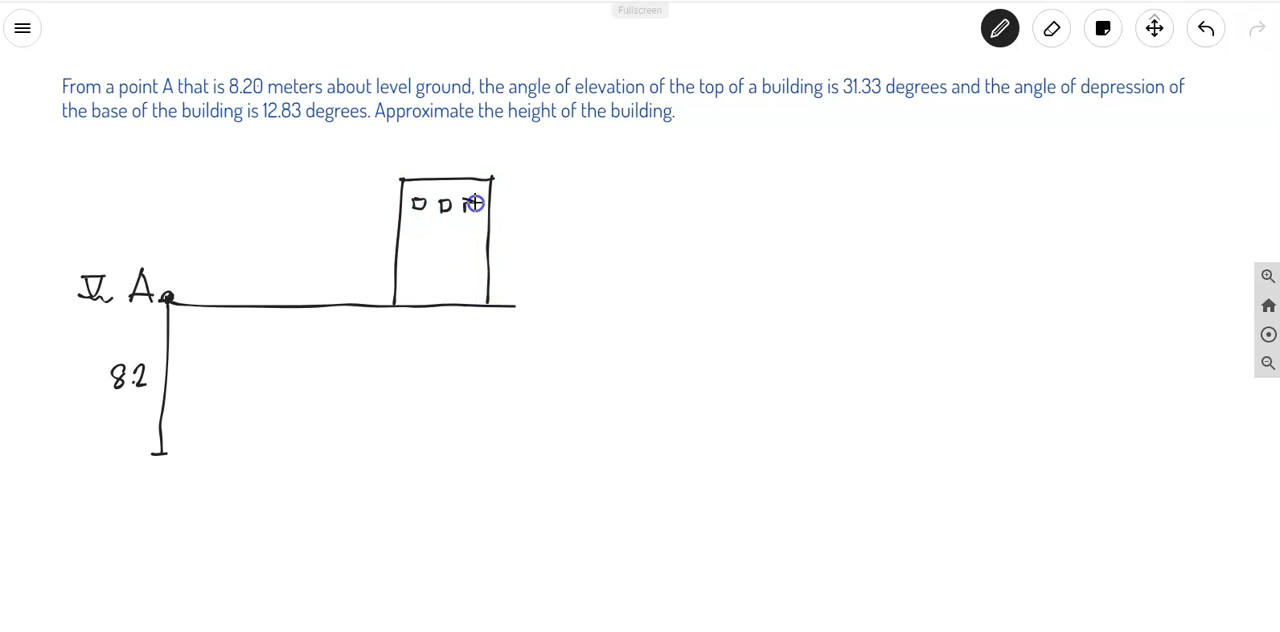 Fullscreen
From a point A that is 8.20 meters about level ground, the angle of elevation of the top of a building is 31.33 degrees and the angle of depression of
the base of the building is 12.83 degrees. Approximate the height of the building.
A
8.2